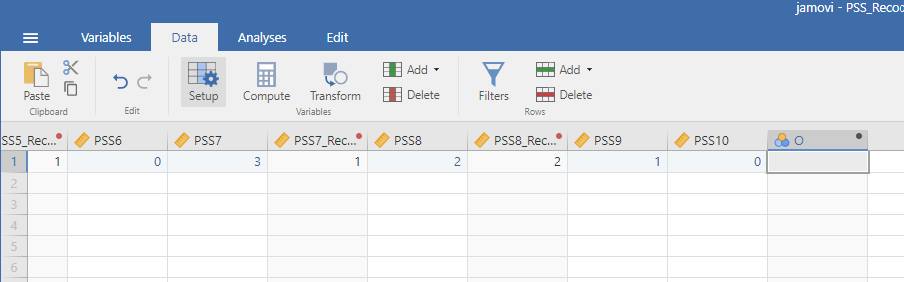 jamovi - PSS_Recod
Variables Data Analyses Edit
Paste Setup Compute Transform Add Delete Filters Add Delete
Clipboard Edit Variables Rows
SS5_Rec... PSS6 PSS7 PSS7_Rec... PSS8 PSS8_Rec... PSS9 PSS10 O
1 1 0 3 1 2 2 1 0
2
3
4
5
6